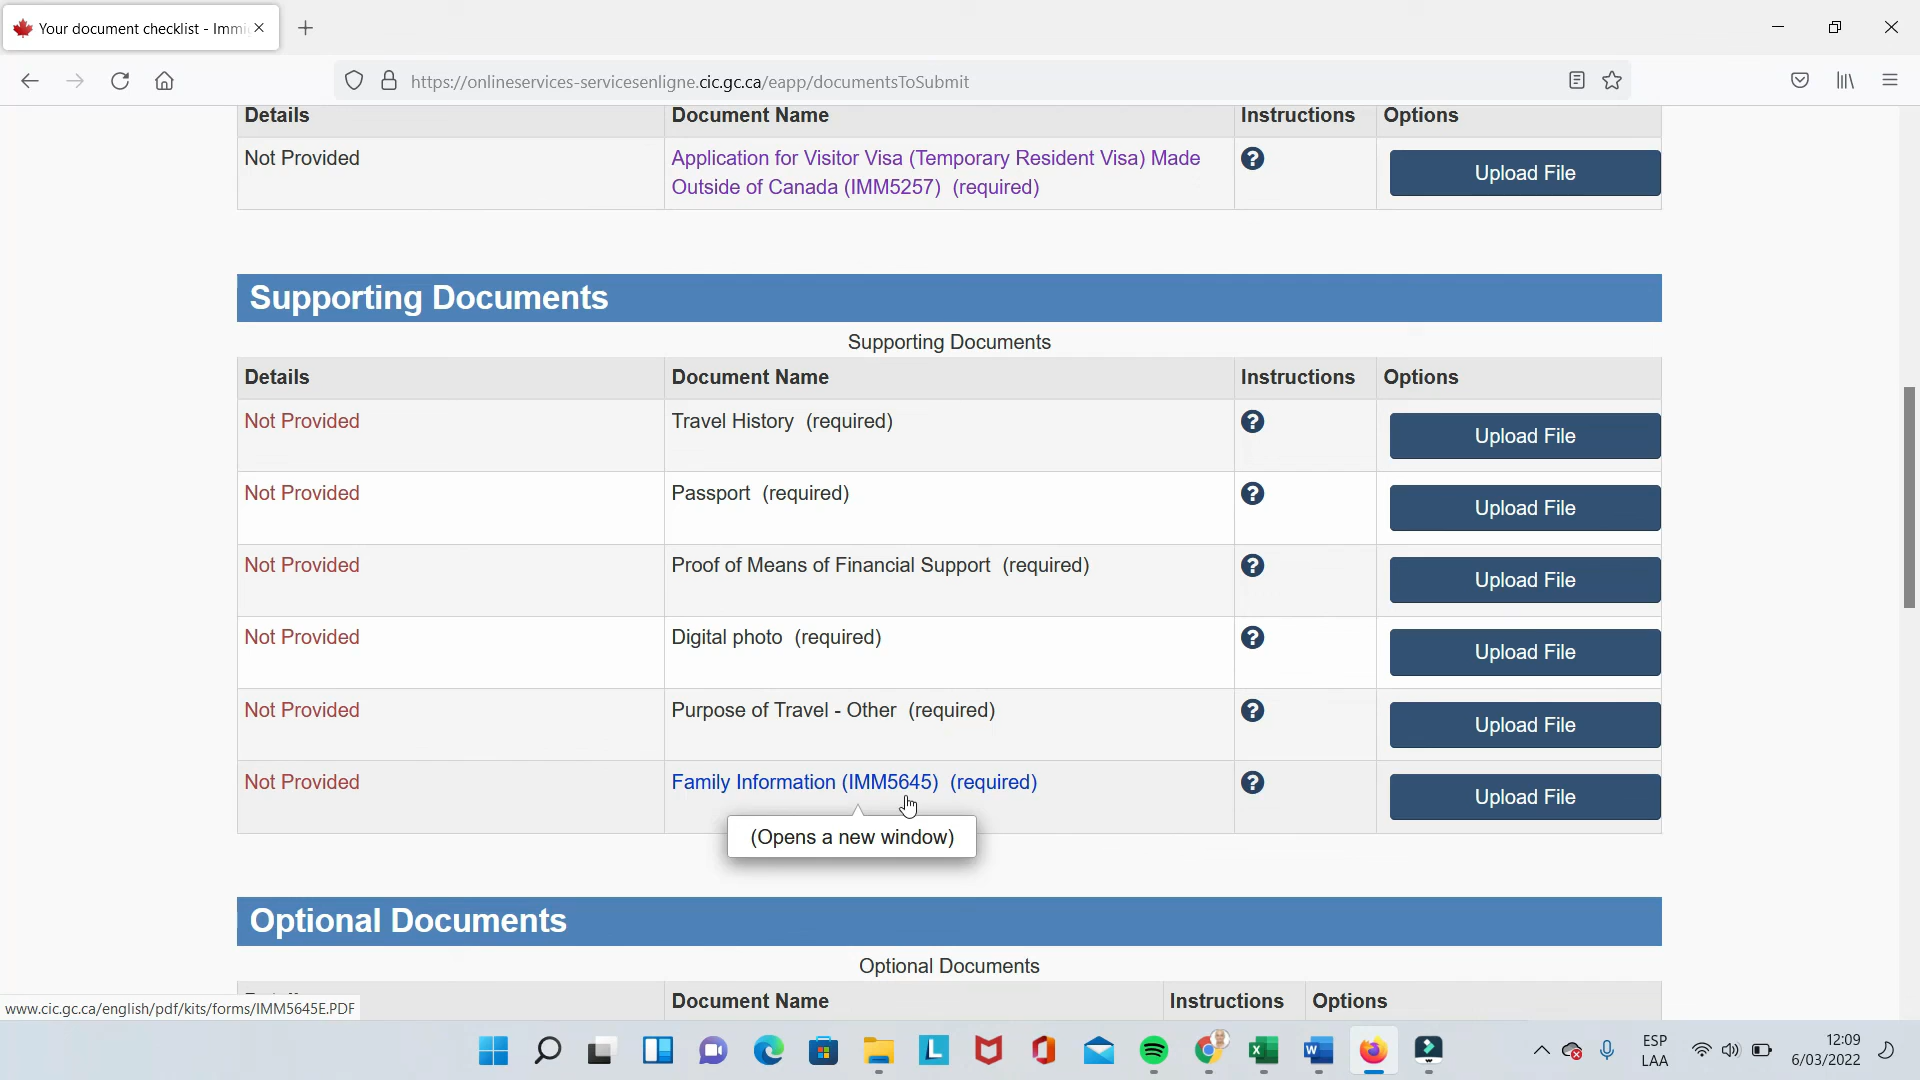 Your document checklist - Immi
https://onlineservices-servicesenligne.cic.gc.ca/eapp/documentsToSubmit
Details Document Name Instructions Options
Not Provided Application for Visitor Visa (Temporary Resident Visa) Made Upload File
Outside of Canada (IMM5257) (required)
Supporting Documents
Supporting Documents
Details Document Name Instructions Options
Not Provided Travel History (required) Upload File
Not Provided Passport (required) Upload File
Not Provided Proof of Means of Financial Support (required) Upload File
Not Provided Digital photo (required) Upload File
Not Provided Purpose of Travel - Other (required) Upload File
Not Provided Family Information (IMM5645) (required) Upload File
(Opens a new window)
Optional Documents
Optional Documents
Document Name Instructions Options
www.cic.gc.ca/english/pdf/kits/forms/IMM5645E.PDF
ESP 12:09
LAA 6/03/2022